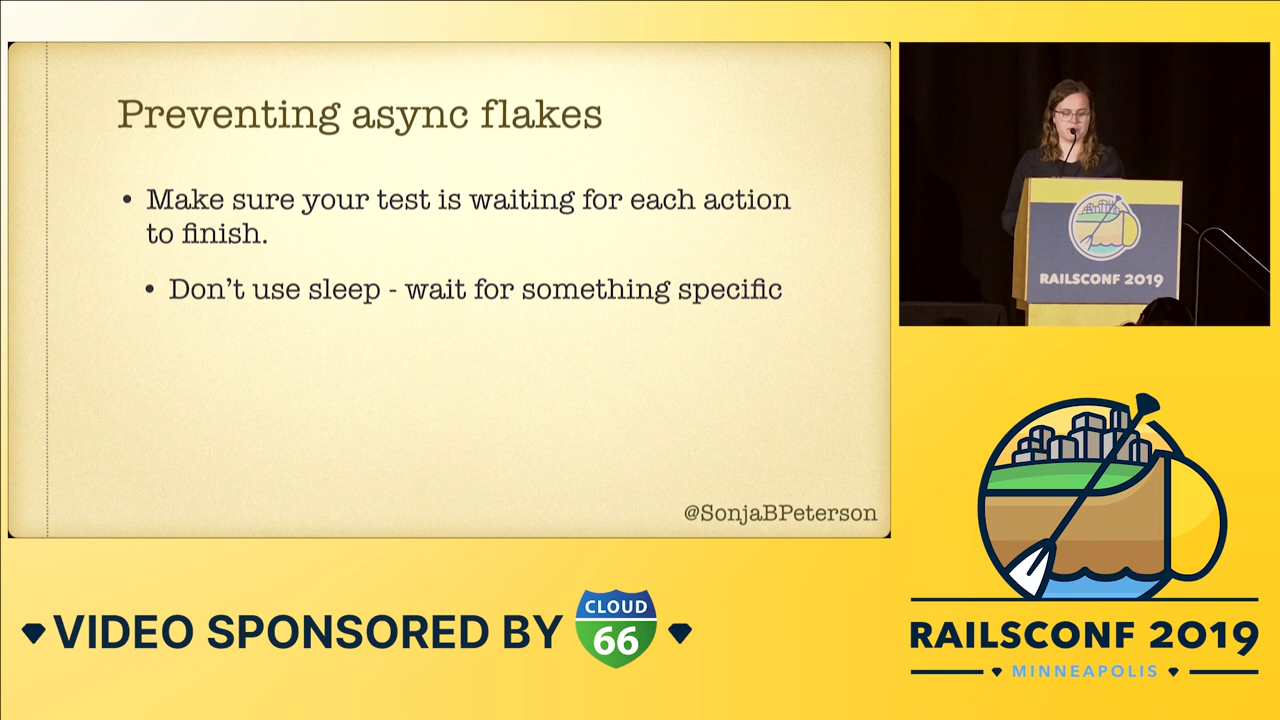 Preventing async flakes
• Make sure your test is waiting for each action
to finish.
• Don’t use sleep - wait for something specific
@SonjaBPeterson
RAILSCONF 2019
VIDEO SPONSORED BY CLOUD 66
RAILSCONF 2019
MINNEAPOLIS